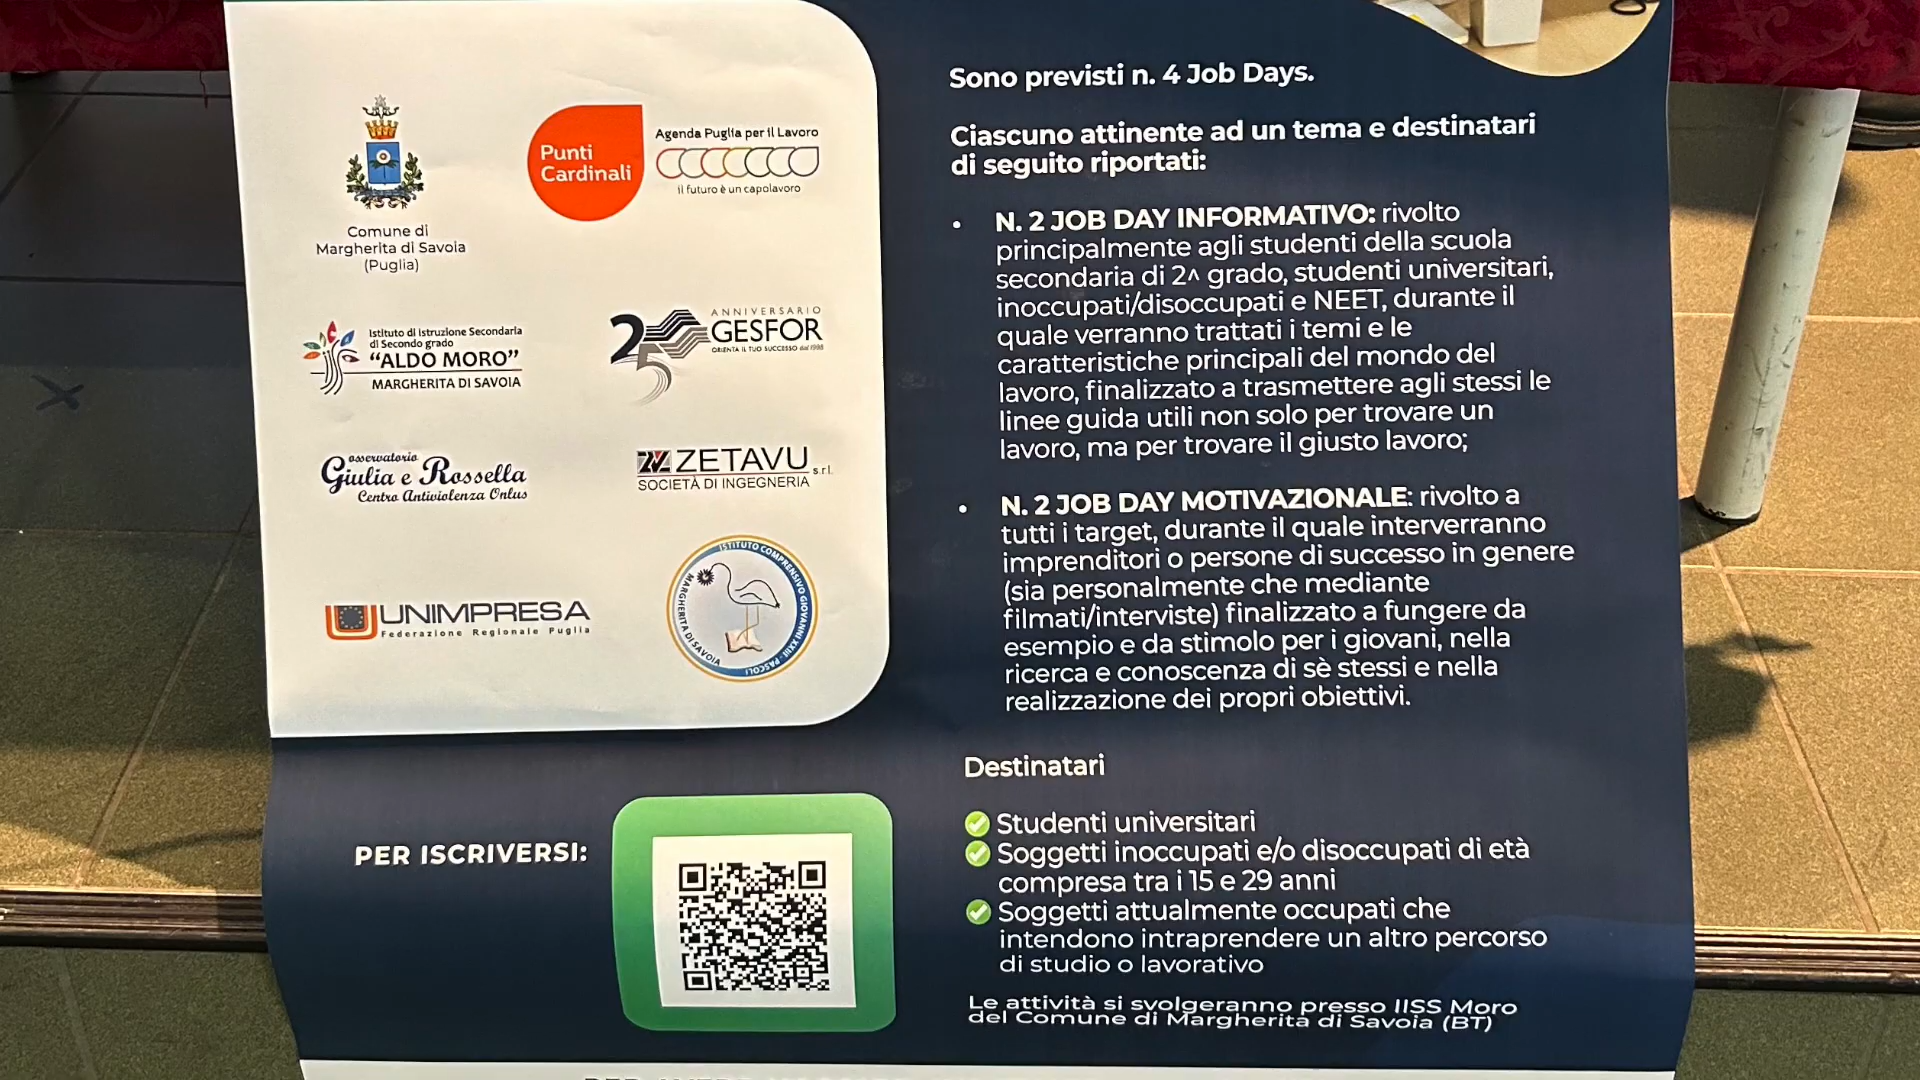 Comune di
Margherita di Savoia
(Puglia)
Punti
Cardinali
Agenda Puglia per il Lavoro
il futuro è un capolavoro
Istituto di Istruzione Secondaria
di Secondo grado
“ALDO MORO”
MARGHERITA DI SAVOIA
25
ANNIVERSARIO
GESFOR
ORIENTA IL TUO SUCCESSO dal 1998
osservatorio
Giulia e Rossella
Centro Antiviolenza Onlus
ZETAVU s.r.l.
SOCIETÀ DI INGEGNERIA
UNIMPRESA
Federazione Regionale Puglia
ISTITUTO COMPRENSIVO GIOVANNI XXIII - PASCOLI
MARGHERITA DI SAVOIA
PER ISCRIVERSI:
Sono previsti n. 4 Job Days.
Ciascuno attinente ad un tema e destinatari
di seguito riportati:
• N. 2 JOB DAY INFORMATIVO: rivolto
principalmente agli studenti della scuola
secondaria di 2^ grado, studenti universitari,
inoccupati/disoccupati e NEET, durante il
quale verranno trattati i temi e le
caratteristiche principali del mondo del
lavoro, finalizzato a trasmettere agli stessi le
linee guida utili non solo per trovare un
lavoro, ma per trovare il giusto lavoro;
• N. 2 JOB DAY MOTIVAZIONALE: rivolto a
tutti i target, durante il quale interverranno
imprenditori o persone di successo in genere
(sia personalmente che mediante
filmati/interviste) finalizzato a fungere da
esempio e da stimolo per i giovani, nella
ricerca e conoscenza di sè stessi e nella
realizzazione dei propri obiettivi.
Destinatari
Studenti universitari
Soggetti inoccupati e/o disoccupati di età
compresa tra i 15 e 29 anni
Soggetti attualmente occupati che
intendono intraprendere un altro percorso
di studio o lavorativo
Le attività si svolgeranno presso IISS Moro
del Comune di Margherita di Savoia (BT)